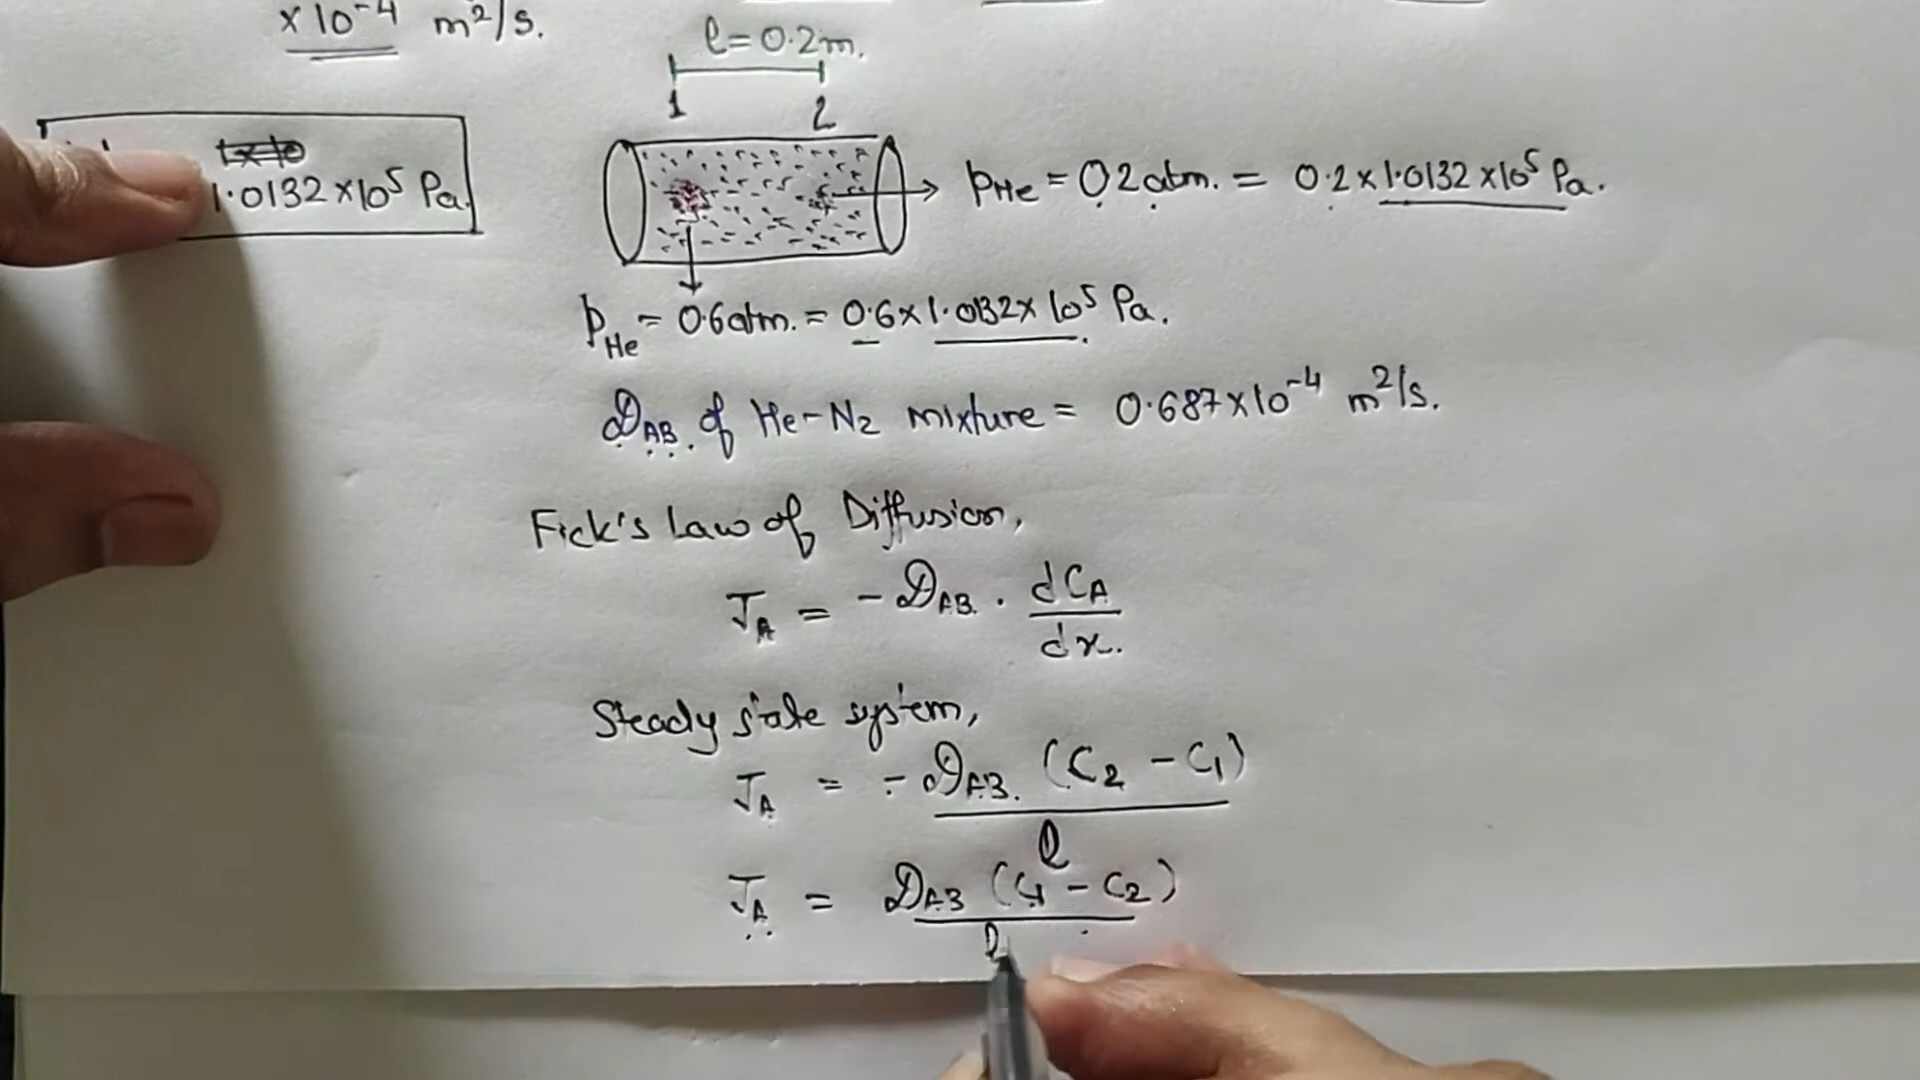 ×10⁻⁴ m²/s.
l = 0.2m.
1 2
1.0132 ×10⁵ Pa.
pHe = 0.2 atm. = 0.2 × 1.0132 ×10⁵ Pa.
pHe = 0.6 atm. = 0.6 × 1.0132 × 10⁵ Pa.
DAB. of He-N₂ mixture = 0.687 ×10⁻⁴ m²/s.
Fick's Law of Diffusion,
JA = - DAB. dCA
dx.
Steady state system,
JA = - DAB. (C₂ - C₁)
l
JA = DAB (C₁ - C₂)
l